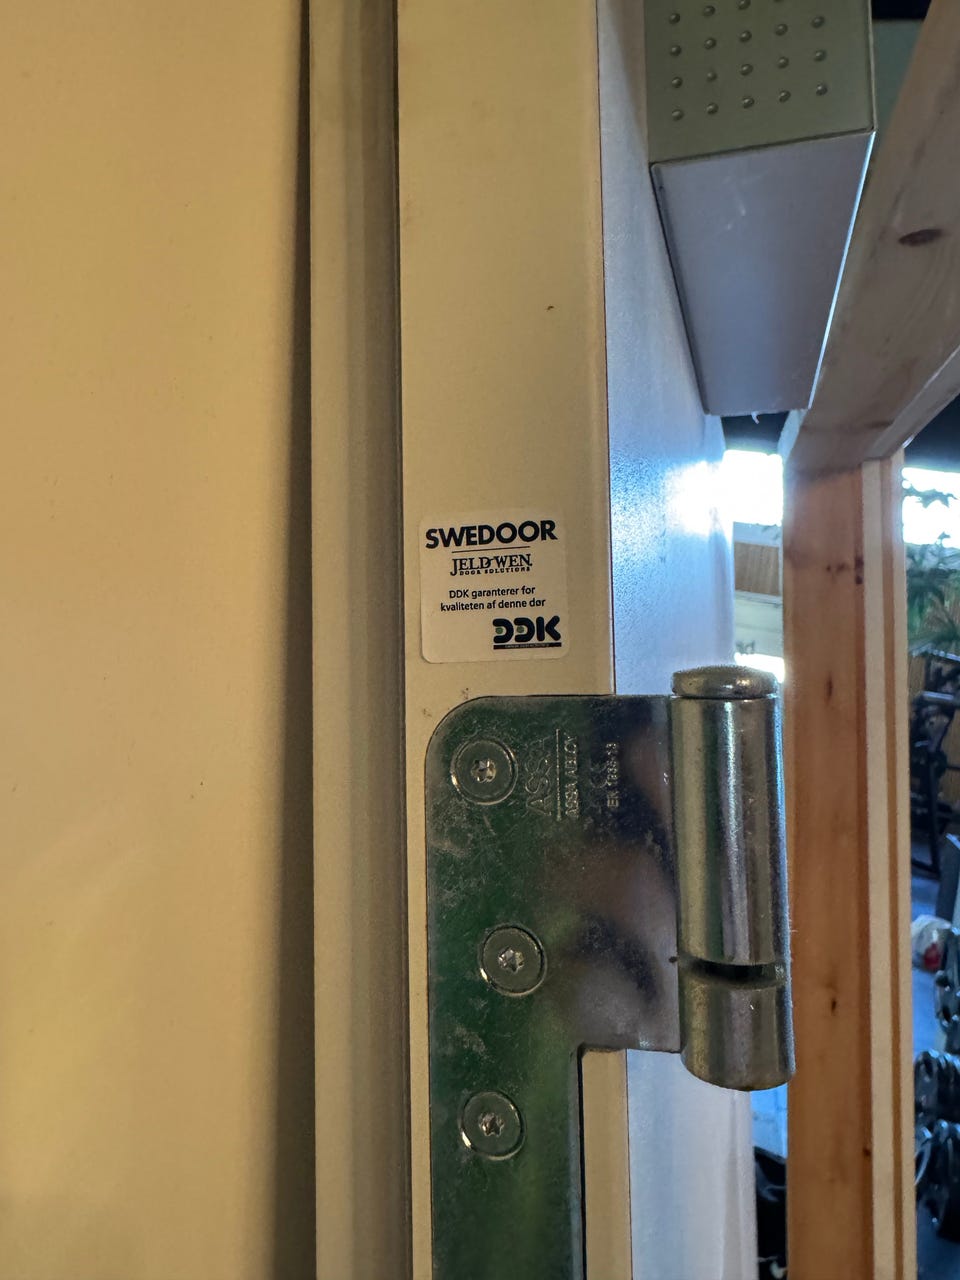 SWEDOOR
JELD-WEN.
DOOR SOLUTIONS
DDK garanterer for
kvaliteten af denne dør
DDK
ASSA
ASSA ABLOY